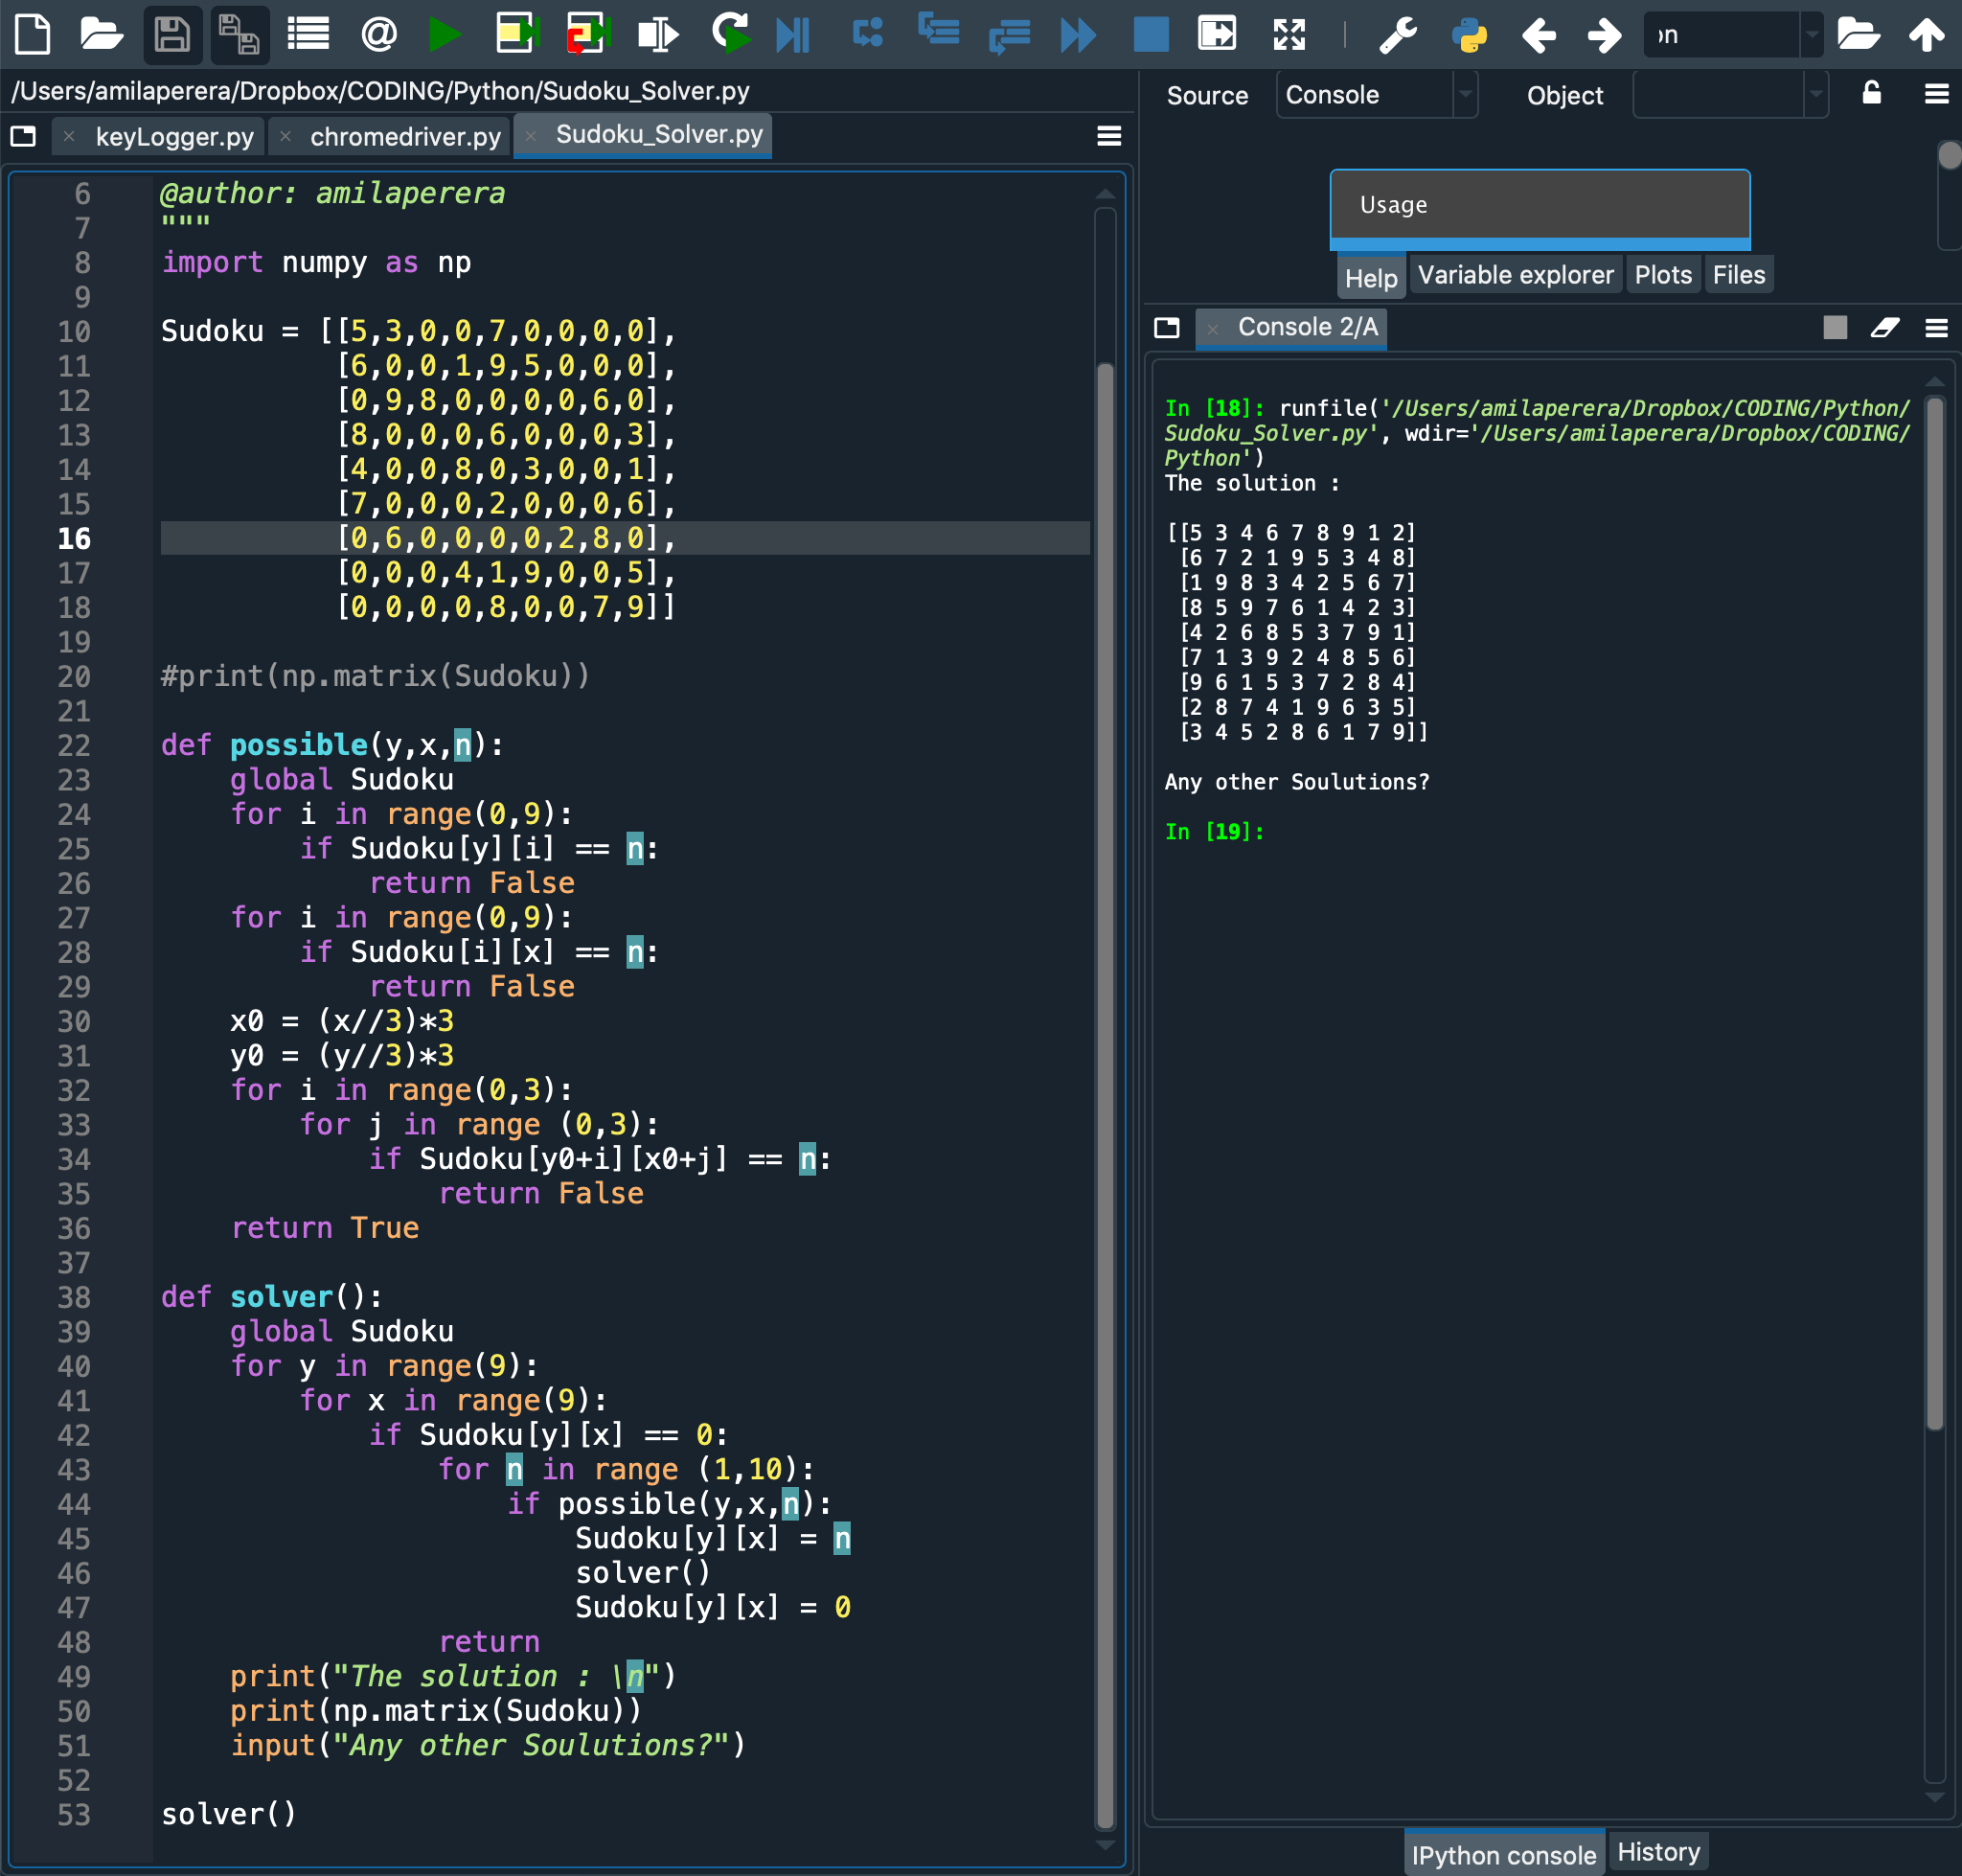 n
/Users/amilaperera/Dropbox/CODING/Python/Sudoku_Solver.py
keyLogger.py chromedriver.py Sudoku_Solver.py
6 @author: amilaperera
7 """
8 import numpy as np
9
10 Sudoku = [[5,3,0,0,7,0,0,0,0],
11 [6,0,0,1,9,5,0,0,0],
12 [0,9,8,0,0,0,0,6,0],
13 [8,0,0,0,6,0,0,0,3],
14 [4,0,0,8,0,3,0,0,1],
15 [7,0,0,0,2,0,0,0,6],
16 [0,6,0,0,0,0,2,8,0],
17 [0,0,0,4,1,9,0,0,5],
18 [0,0,0,0,8,0,0,7,9]]
19
20 #print(np.matrix(Sudoku))
21
22 def possible(y,x,n):
23     global Sudoku
24     for i in range(0,9):
25         if Sudoku[y][i] == n:
26             return False
27     for i in range(0,9):
28         if Sudoku[i][x] == n:
29             return False
30     x0 = (x//3)*3
31     y0 = (y//3)*3
32     for i in range(0,3):
33         for j in range (0,3):
34             if Sudoku[y0+i][x0+j] == n:
35                 return False
36     return True
37
38 def solver():
39     global Sudoku
40     for y in range(9):
41         for x in range(9):
42             if Sudoku[y][x] == 0:
43                 for n in range (1,10):
44                     if possible(y,x,n):
45                         Sudoku[y][x] = n
46                         solver()
47                         Sudoku[y][x] = 0
48                 return
49     print("The solution : \n")
50     print(np.matrix(Sudoku))
51     input("Any other Soulutions?")
52
53 solver()
Source Console Object
Usage
Help Variable explorer Plots Files
Console 2/A
In [18]: runfile('/Users/amilaperera/Dropbox/CODING/Python/
Sudoku_Solver.py', wdir='/Users/amilaperera/Dropbox/CODING/
Python')
The solution :
[[5 3 4 6 7 8 9 1 2]
[6 7 2 1 9 5 3 4 8]
[1 9 8 3 4 2 5 6 7]
[8 5 9 7 6 1 4 2 3]
[4 2 6 8 5 3 7 9 1]
[7 1 3 9 2 4 8 5 6]
[9 6 1 5 3 7 2 8 4]
[2 8 7 4 1 9 6 3 5]
[3 4 5 2 8 6 1 7 9]]
Any other Soulutions?
In [19]:
IPython console History